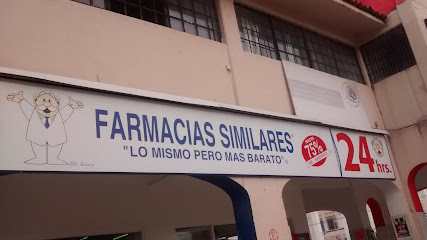 FARMACIAS SIMILARES
"LO MISMO PERO MAS BARATO"
75%
24
hrs.